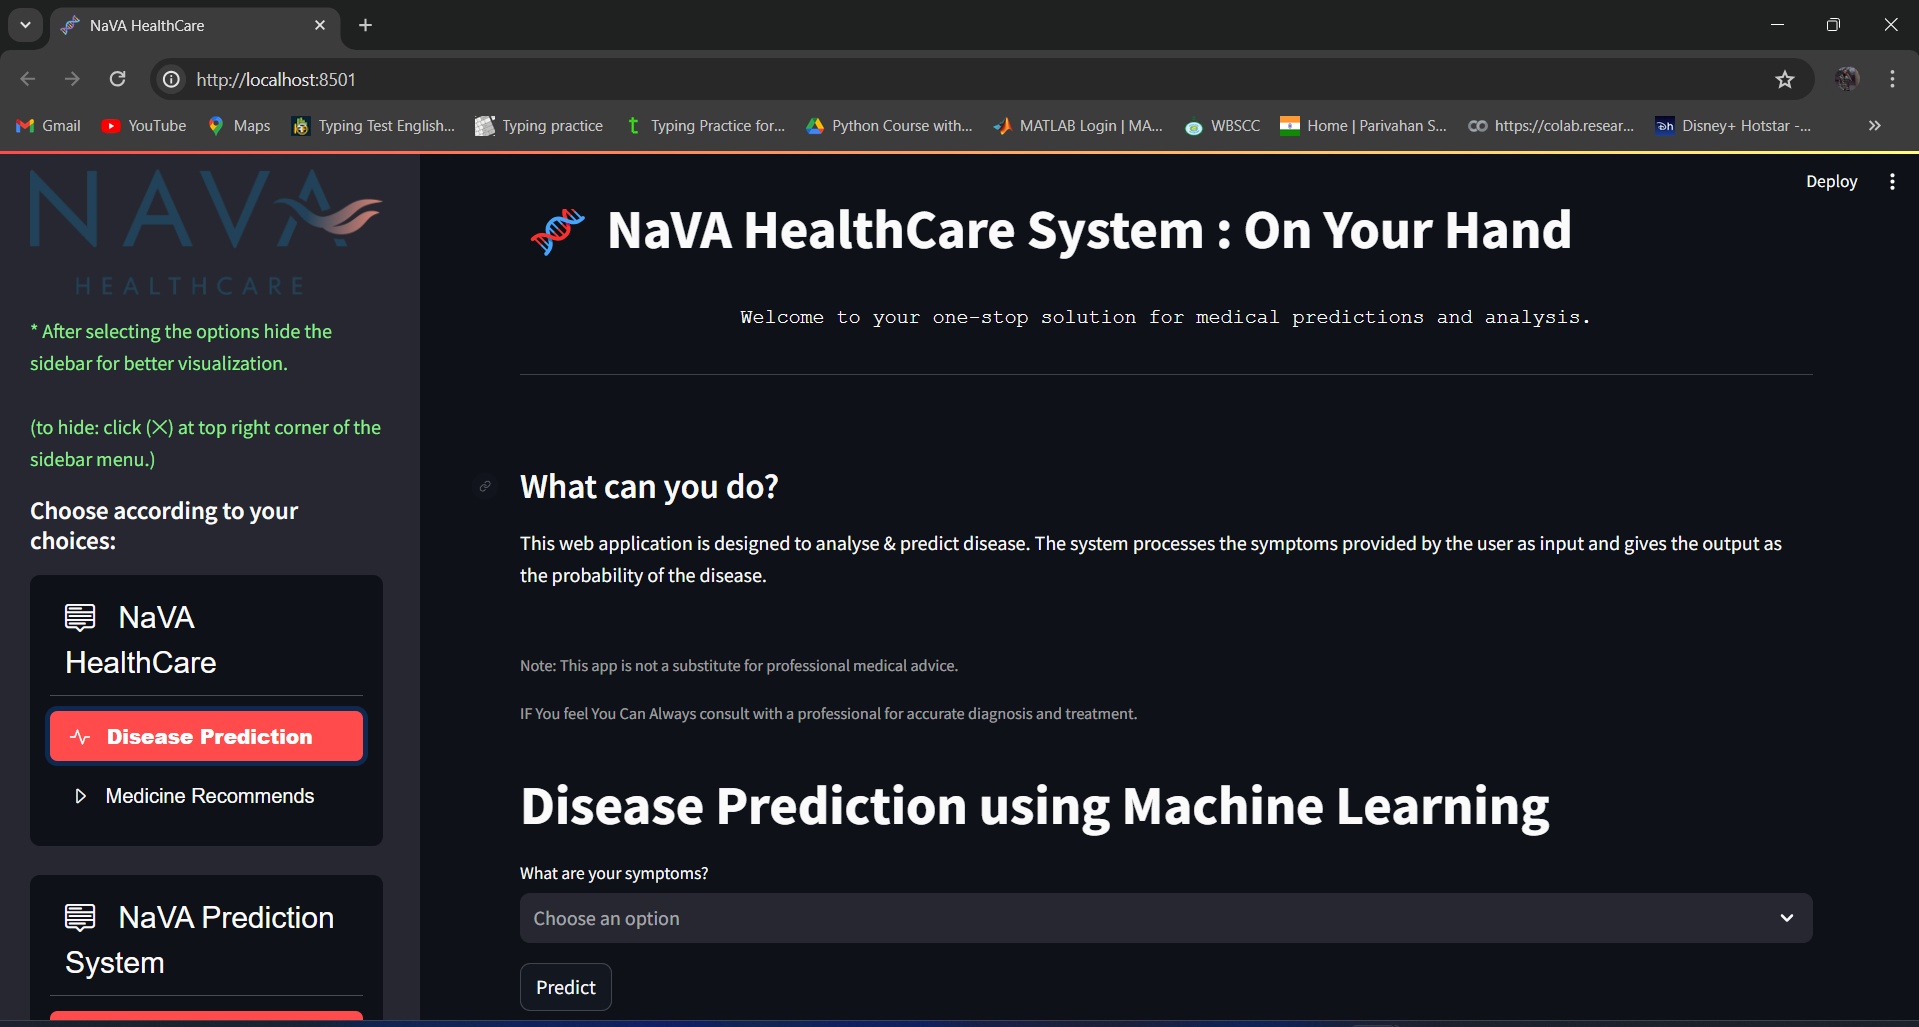 NaVA HealthCare
http://localhost:8501
Gmail YouTube Maps Typing Test English... Typing practice Typing Practice for... Python Course with... MATLAB Login | MA... WBSCC Home | Parivahan S... https://colab.resear... Disney+ Hotstar -...
NAVA
HEALTHCARE
* After selecting the options hide the
sidebar for better visualization.
(to hide: click (X) at top right corner of the
sidebar menu.)
Choose according to your
choices:
NaVA
HealthCare
Disease Prediction
Medicine Recommends
NaVA Prediction
System
Deploy
NaVA HealthCare System : On Your Hand
Welcome to your one-stop solution for medical predictions and analysis.
What can you do?
This web application is designed to analyse & predict disease. The system processes the symptoms provided by the user as input and gives the output as
the probability of the disease.
Note: This app is not a substitute for professional medical advice.
IF You feel You Can Always consult with a professional for accurate diagnosis and treatment.
Disease Prediction using Machine Learning
What are your symptoms?
Choose an option
Predict